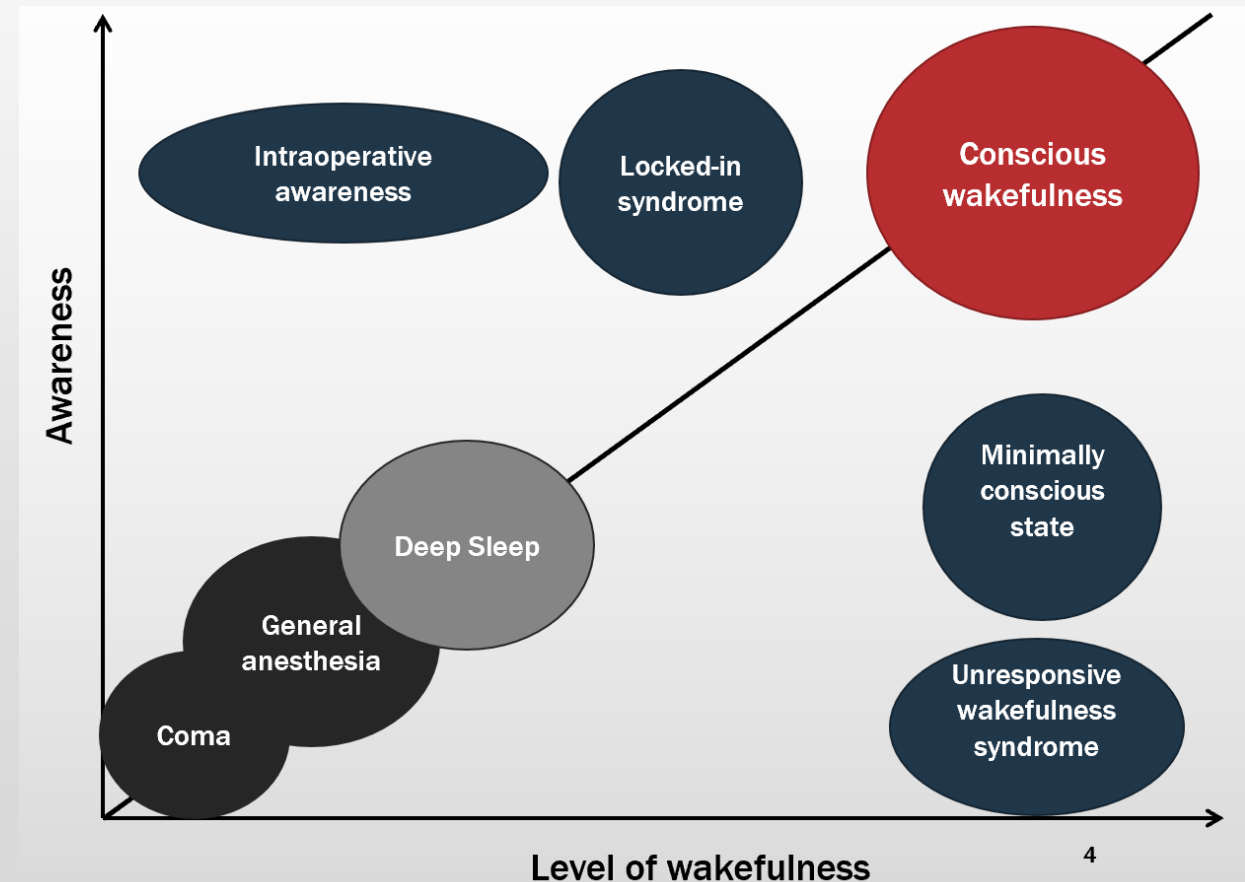 Intraoperative
awareness
Locked-in
syndrome
Conscious
wakefulness
Awareness
Minimally
conscious
state
Deep Sleep
General
anesthesia
Coma
Unresponsive
wakefulness
syndrome
Level of wakefulness
4